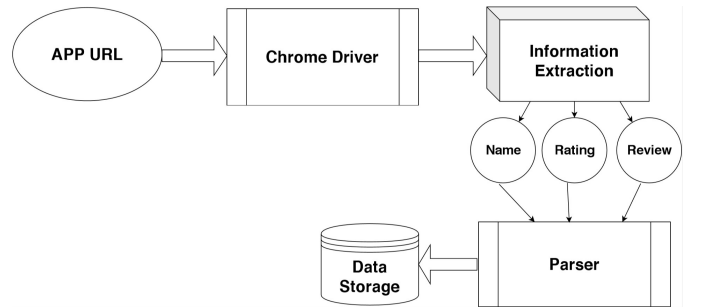 APP URL
Chrome Driver
Information
Extraction
Name
Rating
Review
Data
Storage
Parser